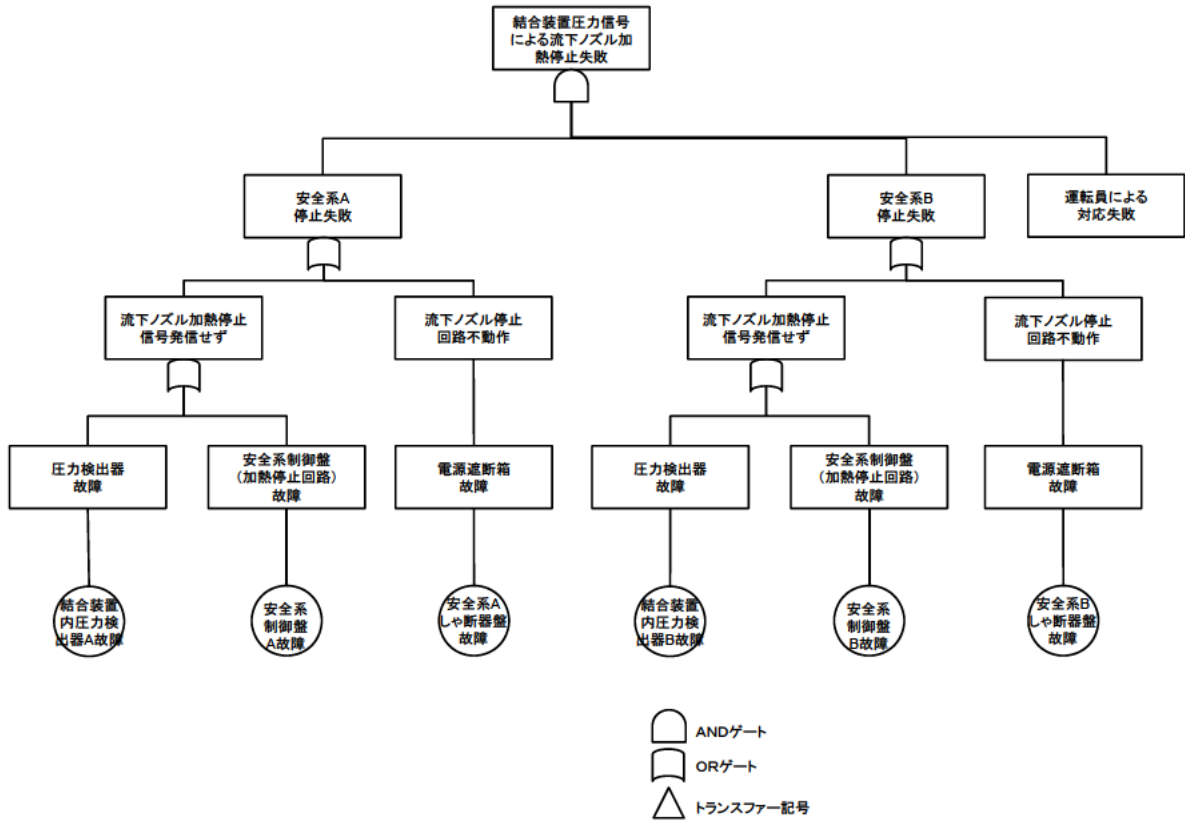 結合装置圧力信号
による流下ノズル加
熱停止失敗
安全系A
停止失敗
安全系B
停止失敗
運転員による
対応失敗
流下ノズル加熱停止
信号発信せず
流下ノズル停止
回路不動作
流下ノズル加熱停止
信号発信せず
流下ノズル停止
回路不動作
圧力検出器
故障
安全系制御盤
(加熱停止回路)
故障
電源遮断箱
故障
圧力検出器
故障
安全系制御盤
(加熱停止回路)
故障
電源遮断箱
故障
結合装置
内圧力検
出器A故障
安全系
制御盤
A故障
安全系A
しゃ断器盤
故障
結合装置
内圧力検
出器B故障
安全系
制御盤
B故障
安全系B
しゃ断器盤
故障
ANDゲート
ORゲート
トランスファー記号